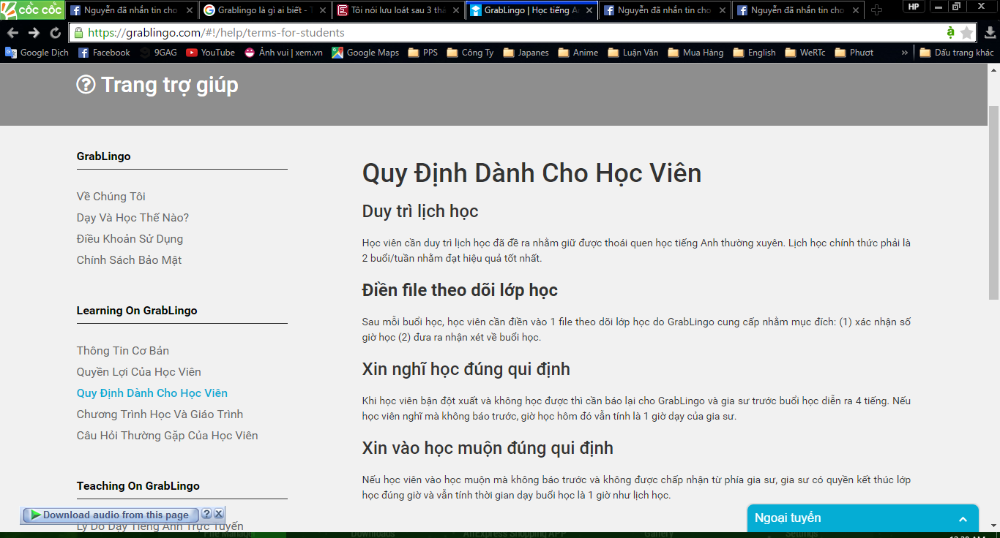 CỐC CỐC
Nguyễn đã nhắn tin cho
Grablingo là gì ai biết - T
Tôi nói lưu loát sau 3 thá
GrabLingo | Học tiếng A
Nguyễn đã nhắn tin cho
Nguyễn đã nhắn tin cho
HP
https://grablingo.com/#!/help/terms-for-students
ạ
Google Dịch
Facebook
9GAG
YouTube
Ảnh vui | xem.vn
Google Maps
PPS
Công Ty
Japanes
Anime
Luận Văn
Mua Hàng
English
WeRTc
Phượt
»
Dấu trang khác
Trang trợ giúp
GrabLingo
Về Chúng Tôi
Dạy Và Học Thế Nào?
Điều Khoản Sử Dụng
Chính Sách Bảo Mật
Learning On GrabLingo
Thông Tin Cơ Bản
Quyền Lợi Của Học Viên
Quy Định Dành Cho Học Viên
Chương Trình Học Và Giáo Trình
Câu Hỏi Thường Gặp Của Học Viên
Teaching On GrabLingo
Download audio from this page
Lý Do Dạy Tiếng Anh Trực Tuyến
Quy Định Dành Cho Học Viên
Duy trì lịch học
Học viên cần duy trì lịch học đã đề ra nhằm giữ được thoái quen học tiếng Anh thường xuyên. Lịch học chính thức phải là
2 buổi/tuần nhằm đạt hiệu quả tốt nhất.
Điền file theo dõi lớp học
Sau mỗi buổi học, học viên cần điền vào 1 file theo dõi lớp học do GrabLingo cung cấp nhằm mục đích: (1) xác nhận số
giờ học (2) đưa ra nhận xét về buổi học.
Xin nghĩ học đúng qui định
Khi học viên bận đột xuất và không học được thì cần báo lại cho GrabLingo và gia sư trước buổi học diễn ra 4 tiếng. Nếu
học viên nghĩ mà không báo trước, giờ học hôm đó vẫn tính là 1 giờ dạy của gia sư.
Xin vào học muộn đúng qui định
Nếu học viên vào học muộn mà không báo trước và không được chấp nhận từ phía gia sư, gia sư có quyền kết thúc lớp
học đúng giờ và vẫn tính thời gian dạy buổi học là 1 giờ như lịch học.
Ngoại tuyến
File Manager
Downloads
AliExpress Shopping APP
Gallery
Settings